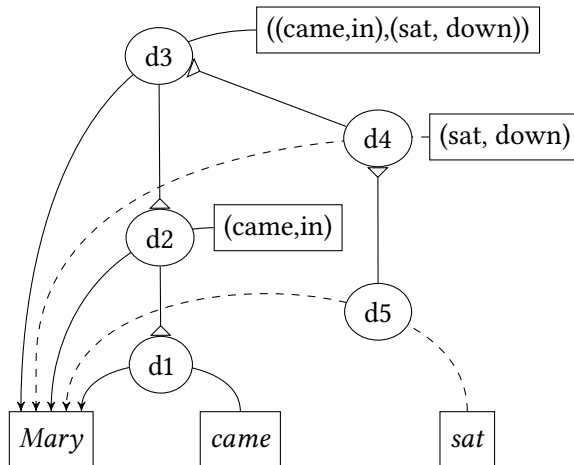 ((came,in),(sat, down))
d3
d4
(sat, down)
d2
(came,in)
d5
d1
Mary
came
sat